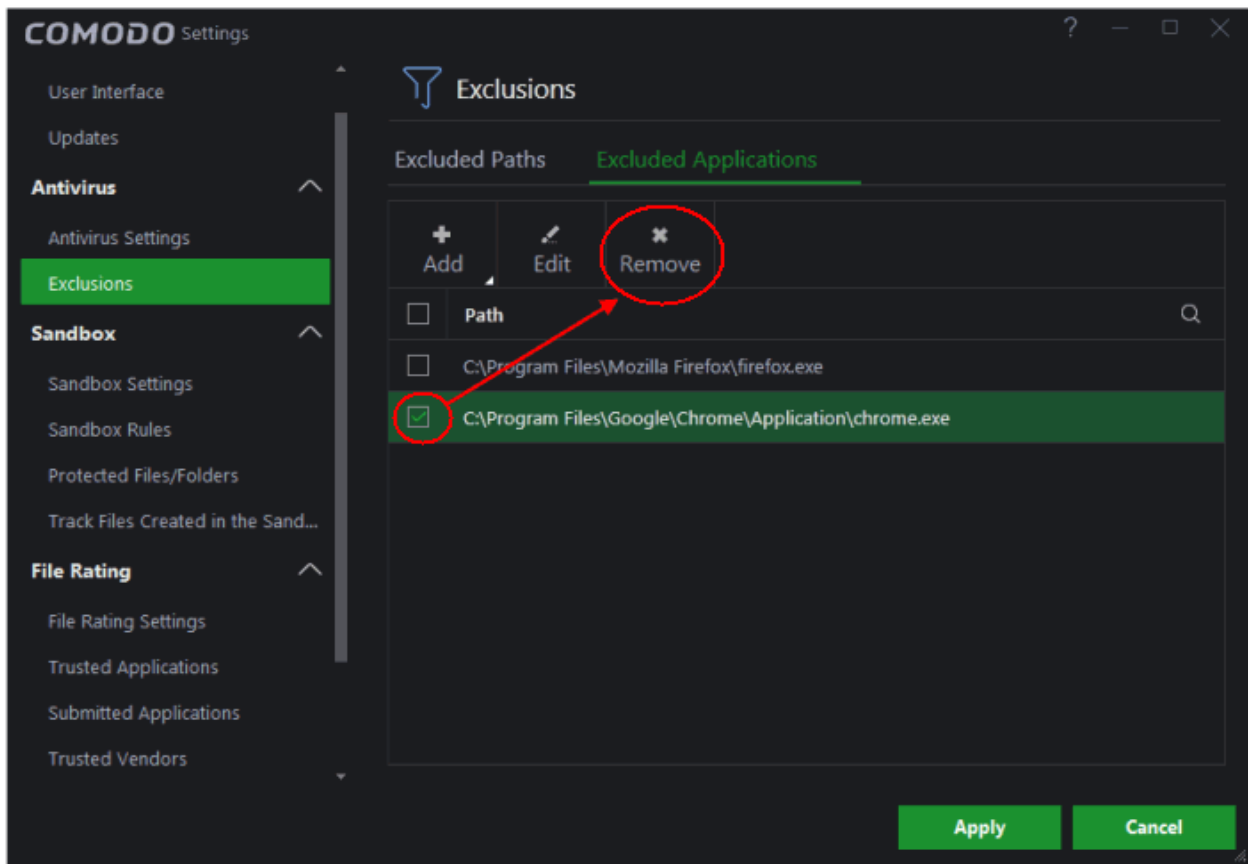 COMODO Settings
?
User Interface
Updates
Antivirus
Antivirus Settings
Exclusions
Sandbox
Sandbox Settings
Sandbox Rules
Protected Files/Folders
Track Files Created in the Sand...
File Rating
File Rating Settings
Trusted Applications
Submitted Applications
Trusted Vendors
Exclusions
Excluded Paths Excluded Applications
Add Edit Remove
Path
C:\Program Files\Mozilla Firefox\firefox.exe
C:\Program Files\Google\Chrome\Application\chrome.exe
Apply Cancel